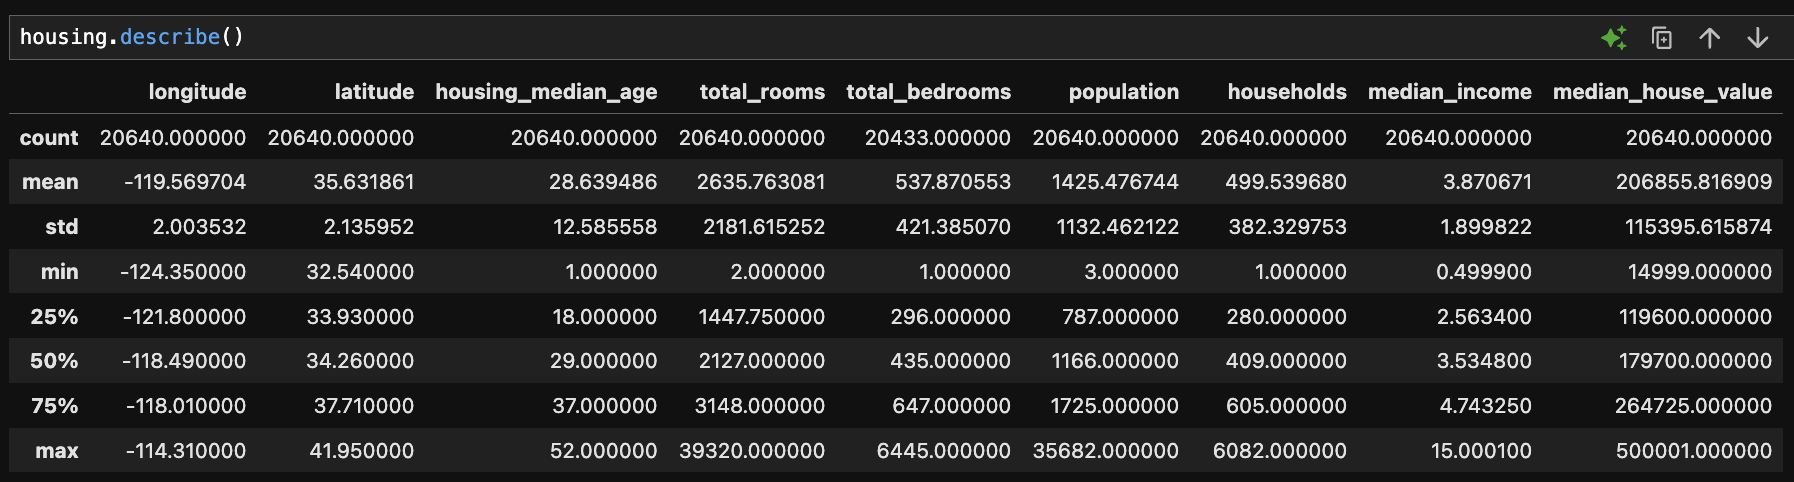 housing.describe()
longitude latitude housing_median_age total_rooms total_bedrooms population households median_income median_house_value
count 20640.000000 20640.000000 20640.000000 20640.000000 20433.000000 20640.000000 20640.000000 20640.000000 20640.000000
mean -119.569704 35.631861 28.639486 2635.763081 537.870553 1425.476744 499.539680 3.870671 206855.816909
std 2.003532 2.135952 12.585558 2181.615252 421.385070 1132.462122 382.329753 1.899822 115395.615874
min -124.350000 32.540000 1.000000 2.000000 1.000000 3.000000 1.000000 0.499900 14999.000000
25% -121.800000 33.930000 18.000000 1447.750000 296.000000 787.000000 280.000000 2.563400 119600.000000
50% -118.490000 34.260000 29.000000 2127.000000 435.000000 1166.000000 409.000000 3.534800 179700.000000
75% -118.010000 37.710000 37.000000 3148.000000 647.000000 1725.000000 605.000000 4.743250 264725.000000
max -114.310000 41.950000 52.000000 39320.000000 6445.000000 35682.000000 6082.000000 15.000100 500001.000000